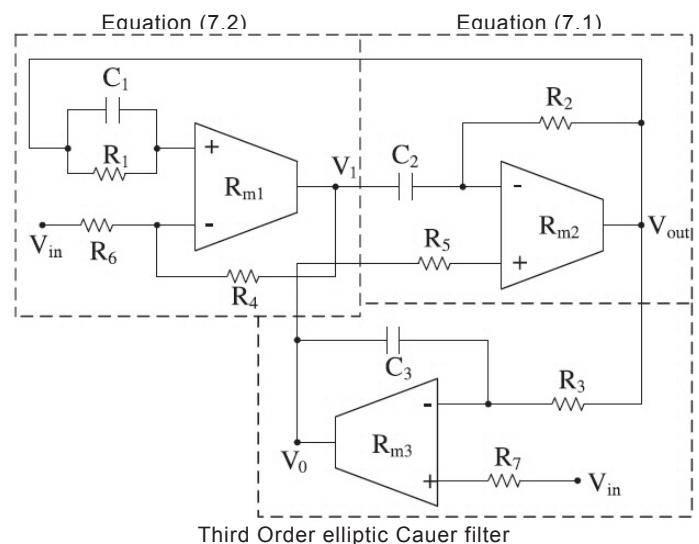 Equation (7.2)
Equation (7.1)
C1
R1
+
-
Rm1
V1
Vin
R6
R4
C2
R2
-
+
Rm2
R5
Vout
C3
R3
-
+
Rm3
V0
R7
Vin
Third Order elliptic Cauer filter